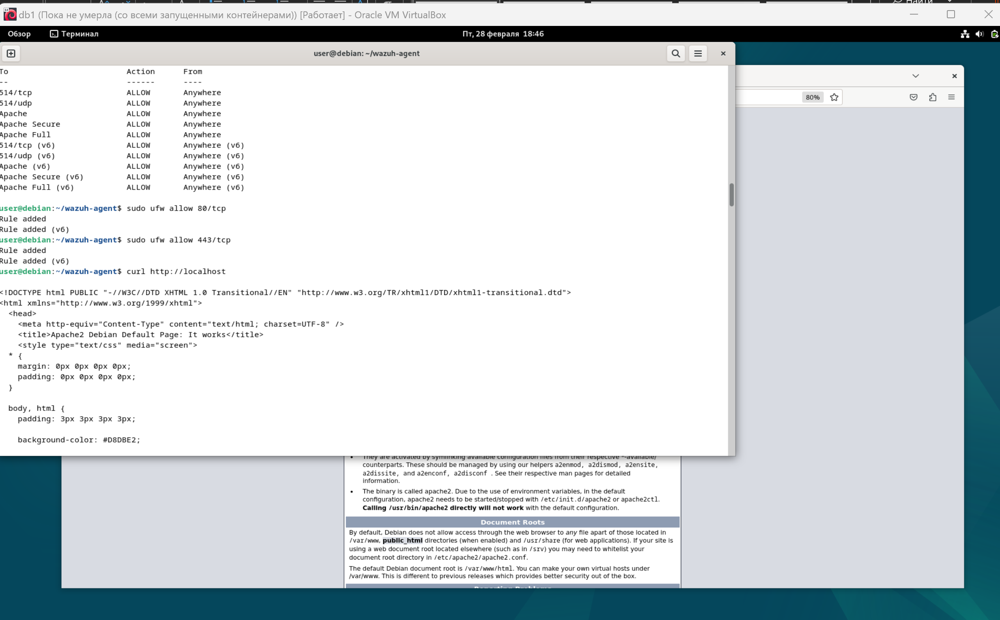 Найти
db1 (Пока не умерла (со всеми запущенными контейнерами)) [Работает] - Oracle VM VirtualBox
Обзор Терминал Пт, 28 февраля 18:46
user@debian: ~/wazuh-agent
80%
To Action From
-- ------ ----
514/tcp ALLOW Anywhere
514/udp ALLOW Anywhere
Apache ALLOW Anywhere
Apache Secure ALLOW Anywhere
Apache Full ALLOW Anywhere
514/tcp (v6) ALLOW Anywhere (v6)
514/udp (v6) ALLOW Anywhere (v6)
Apache (v6) ALLOW Anywhere (v6)
Apache Secure (v6) ALLOW Anywhere (v6)
Apache Full (v6) ALLOW Anywhere (v6)
user@debian:~/wazuh-agent$ sudo ufw allow 80/tcp
Rule added
Rule added (v6)
user@debian:~/wazuh-agent$ sudo ufw allow 443/tcp
Rule added
Rule added (v6)
user@debian:~/wazuh-agent$ curl http://localhost
<!DOCTYPE html PUBLIC "-//W3C//DTD XHTML 1.0 Transitional//EN" "http://www.w3.org/TR/xhtml1/DTD/xhtml1-transitional.dtd">
<html xmlns="http://www.w3.org/1999/xhtml">
<head>
<meta http-equiv="Content-Type" content="text/html; charset=UTF-8" />
<title>Apache2 Debian Default Page: It works</title>
<style type="text/css" media="screen">
* {
margin: 0px 0px 0px 0px;
padding: 0px 0px 0px 0px;
}
body, html {
padding: 3px 3px 3px 3px;
background-color: #D8DBE2;
They are activated by symlinking available configuration files from their respective *-available/
counterparts. These should be managed by using our helpers a2enmod, a2dismod, a2ensite,
a2dissite, and a2enconf, a2disconf . See their respective man pages for detailed
information.
• The binary is called apache2. Due to the use of environment variables, in the default
configuration, apache2 needs to be started/stopped with /etc/init.d/apache2 or apache2ctl.
Calling /usr/bin/apache2 directly will not work with the default configuration.
Document Roots
By default, Debian does not allow access through the web browser to any file apart of those located in
/var/www, public_html directories (when enabled) and /usr/share (for web applications). If your site is
using a web document root located elsewhere (such as in /srv) you may need to whitelist your
document root directory in /etc/apache2/apache2.conf.
The default Debian document root is /var/www/html. You can make your own virtual hosts under
/var/www. This is different to previous releases which provides better security out of the box.
Reporting Problems